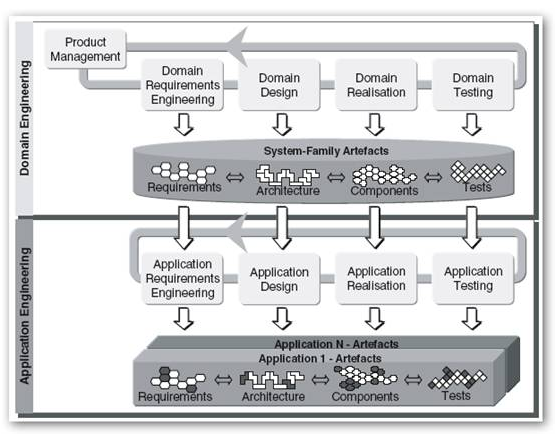 Domain Engineering
Product
Management
Domain
Requirements
Engineering
Domain
Design
Domain
Realisation
Domain
Testing
System-Family Artefacts
Requirements
Architecture
Components
Tests
Application Engineering
Application
Requirements
Engineering
Application
Design
Application
Realisation
Application
Testing
Application N - Artefacts
Application 1 - Artefacts
Requirements
Architecture
Components
Tests